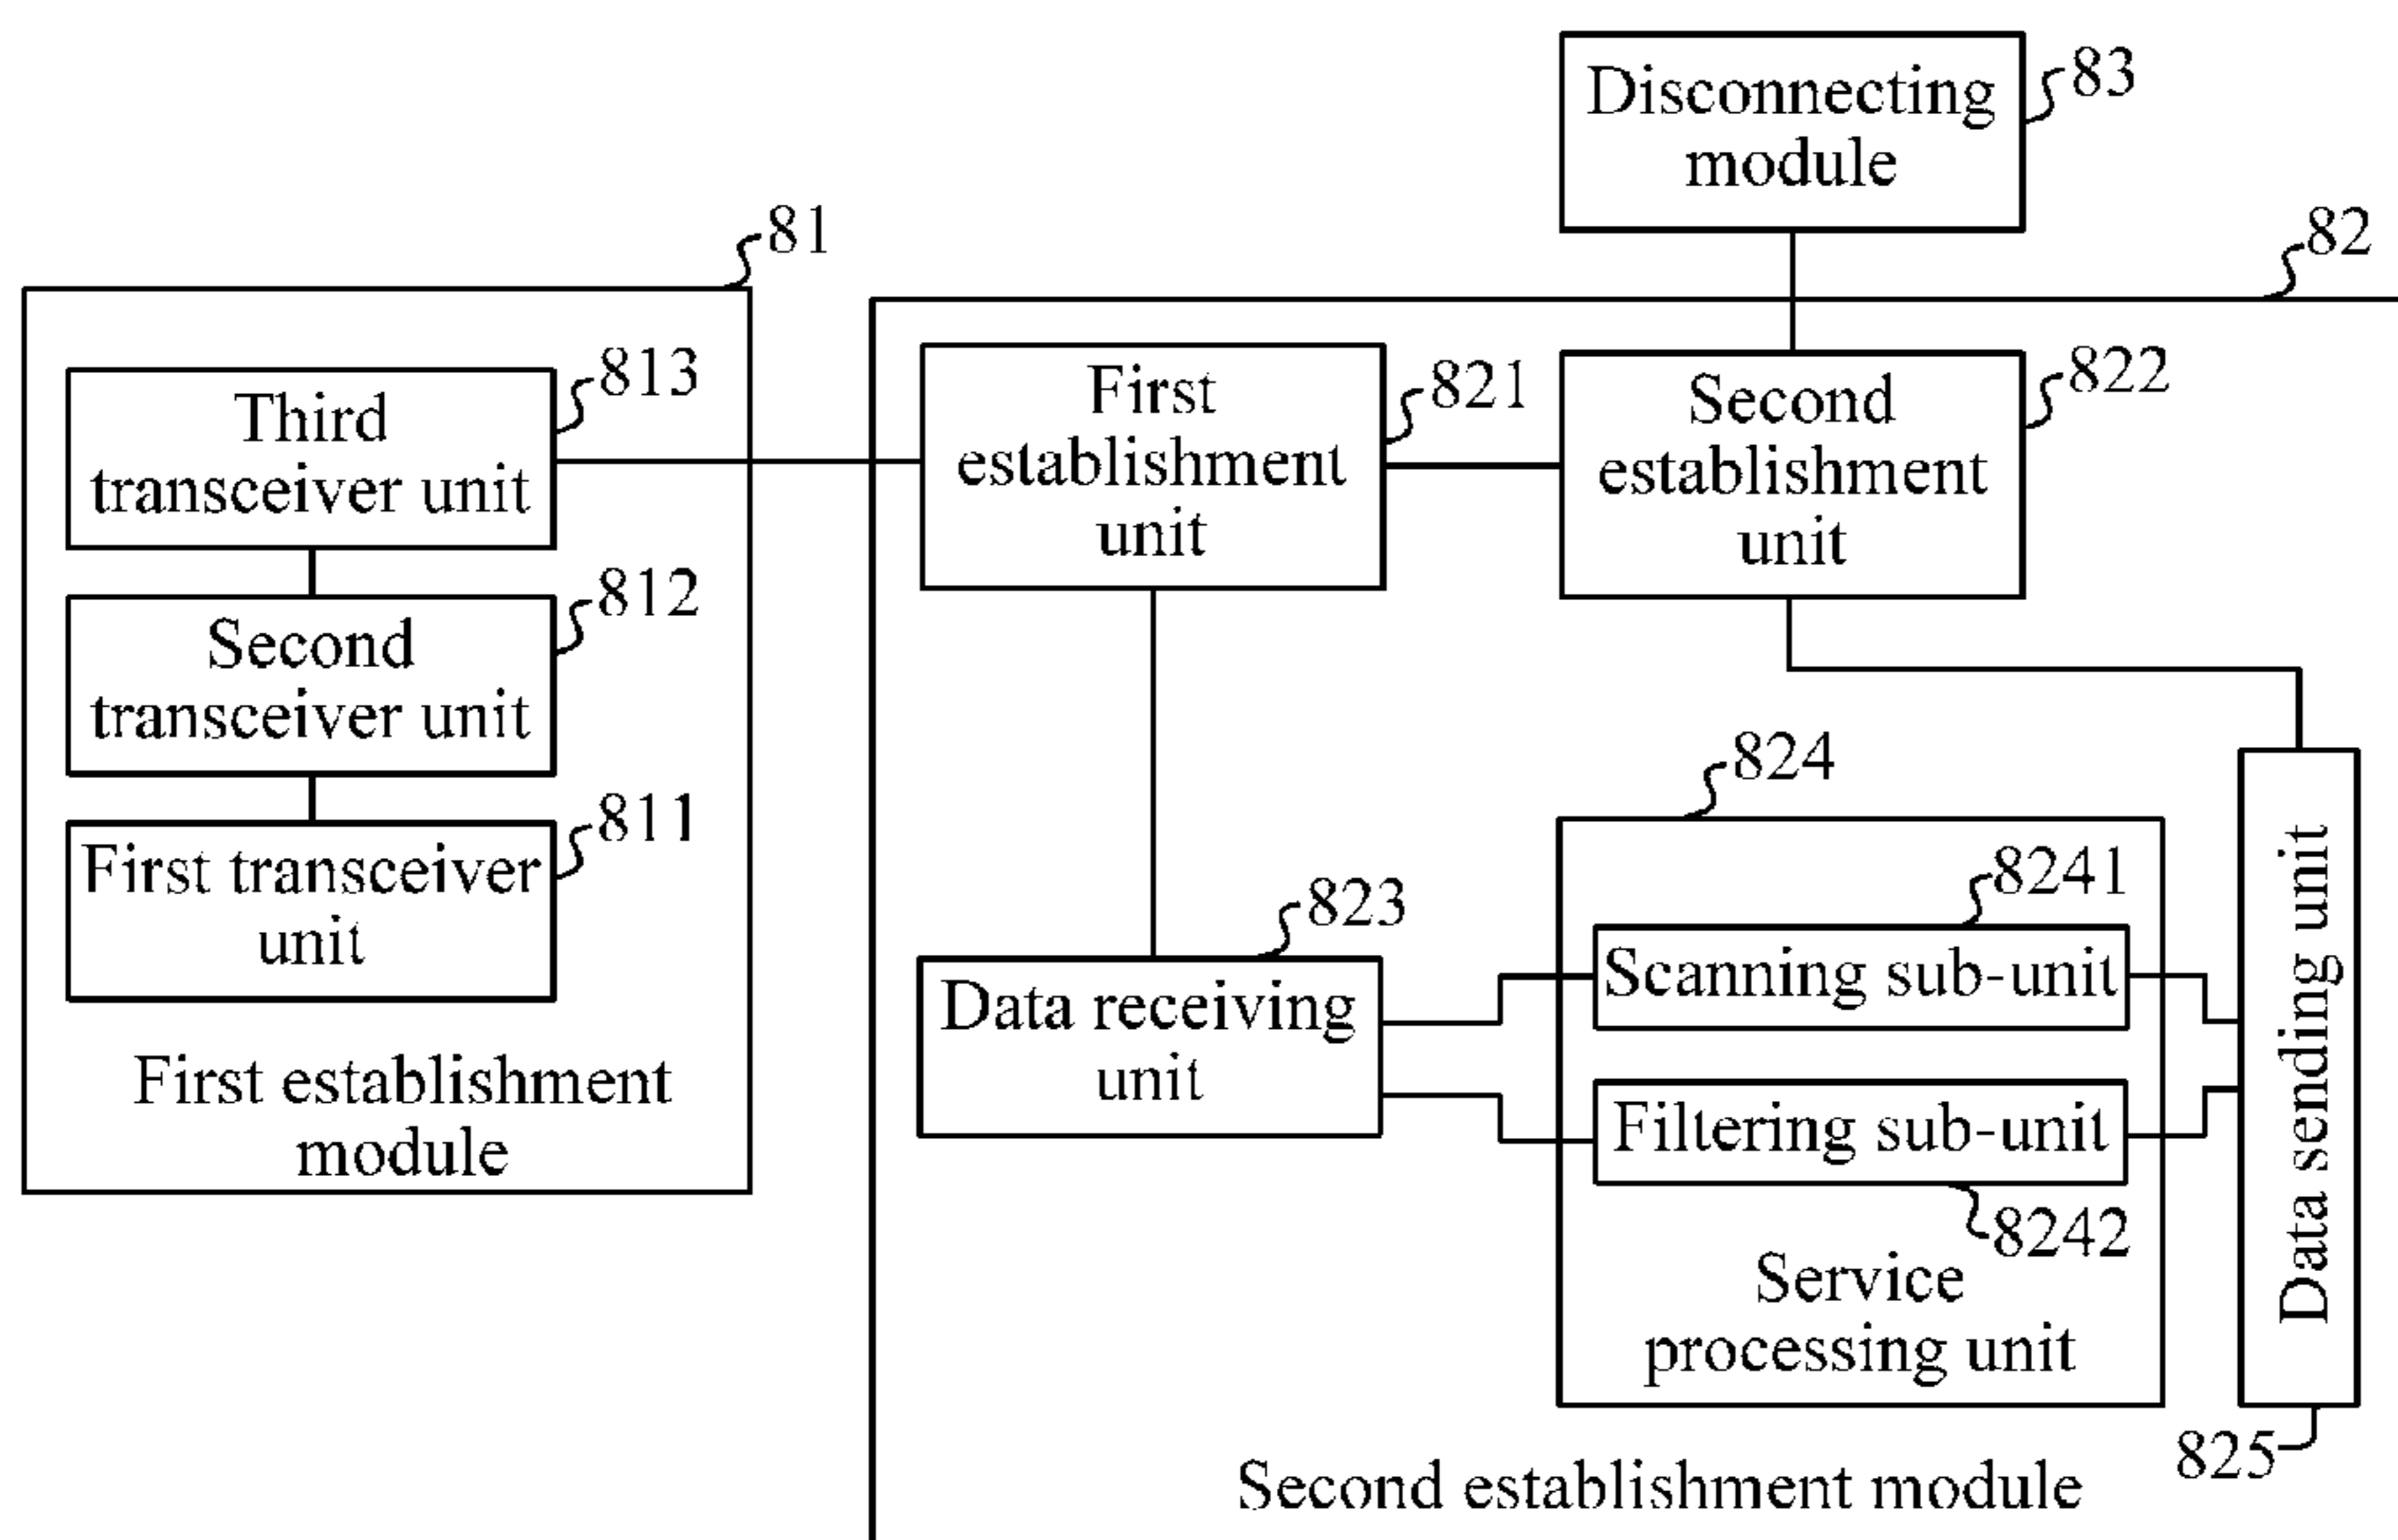 Disconnecting
module
83
81
82
Third
transceiver unit
813
Second
transceiver unit
812
First transceiver
unit
811
First establishment
module
First
establishment
unit
821
Second
establishment
unit
822
Data receiving
unit
823
824
Scanning sub-unit
8241
Filtering sub-unit
8242
Service
processing unit
Data sending unit
825
Second establishment module